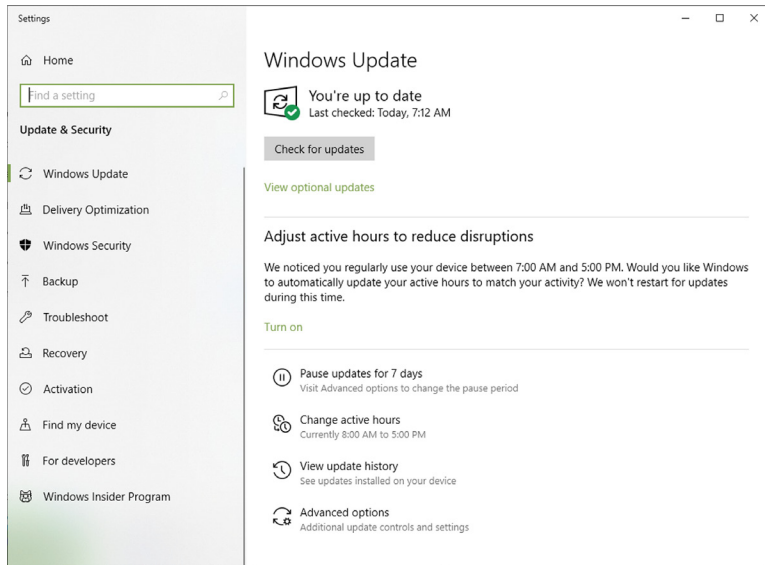 Settings
Home
Find a setting
Update & Security
Windows Update
Delivery Optimization
Windows Security
Backup
Troubleshoot
Recovery
Activation
Find my device
For developers
Windows Insider Program
Windows Update
You're up to date
Last checked: Today, 7:12 AM
Check for updates
View optional updates
Adjust active hours to reduce disruptions
We noticed you regularly use your device between 7:00 AM and 5:00 PM. Would you like Windows
to automatically update your active hours to match your activity? We won't restart for updates
during this time.
Turn on
Pause updates for 7 days
Visit Advanced options to change the pause period
Change active hours
Currently 8:00 AM to 5:00 PM
View update history
See updates installed on your device
Advanced options
Additional update controls and settings